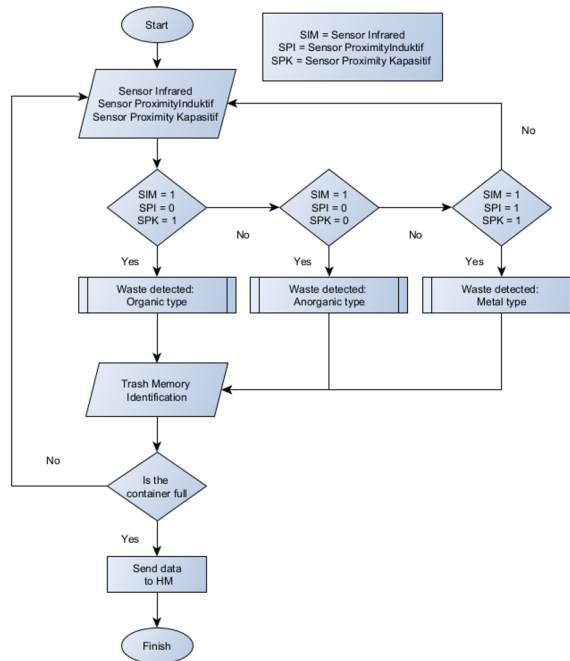 Start
SIM = Sensor Infrared
SPI = Sensor ProximityInduktif
SPK = Sensor Proximity Kapasitif
Sensor Infrared
Sensor ProximityInduktif
Sensor Proximity Kapasitif
No
SIM = 1
SPI = 0
SPK = 1
SIM = 1
SPI = 0
SPK = 0
SIM = 1
SPI = 1
SPK = 1
No
No
Yes
Yes
Yes
Waste detected:
Organic type
Waste detected:
Anorganic type
Waste detected:
Metal type
Trash Memory
Identification
No
Is the
container full
Yes
Send data
to HM
Finish